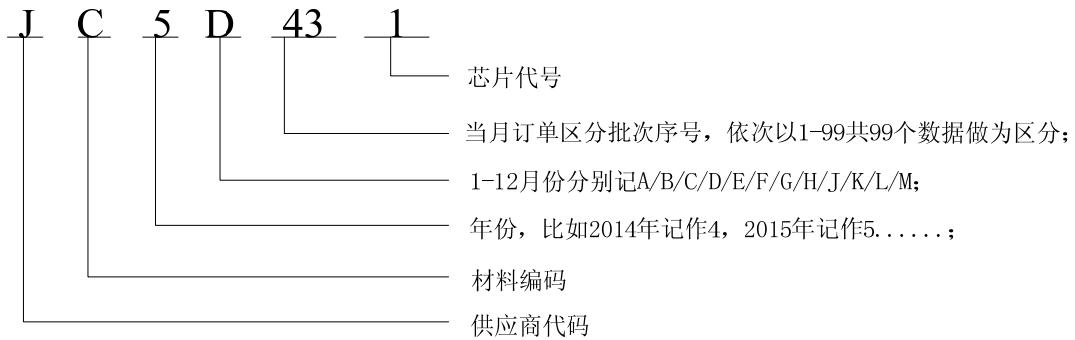 J C 5 D 43 1
芯片代号
当月订单区分批次序号，依次以1-99共99个数据做为区分；
1-12月份分别记A/B/C/D/E/F/G/H/J/K/L/M；
年份，比如2014年记作4，2015年记作5......；
材料编码
供应商代码